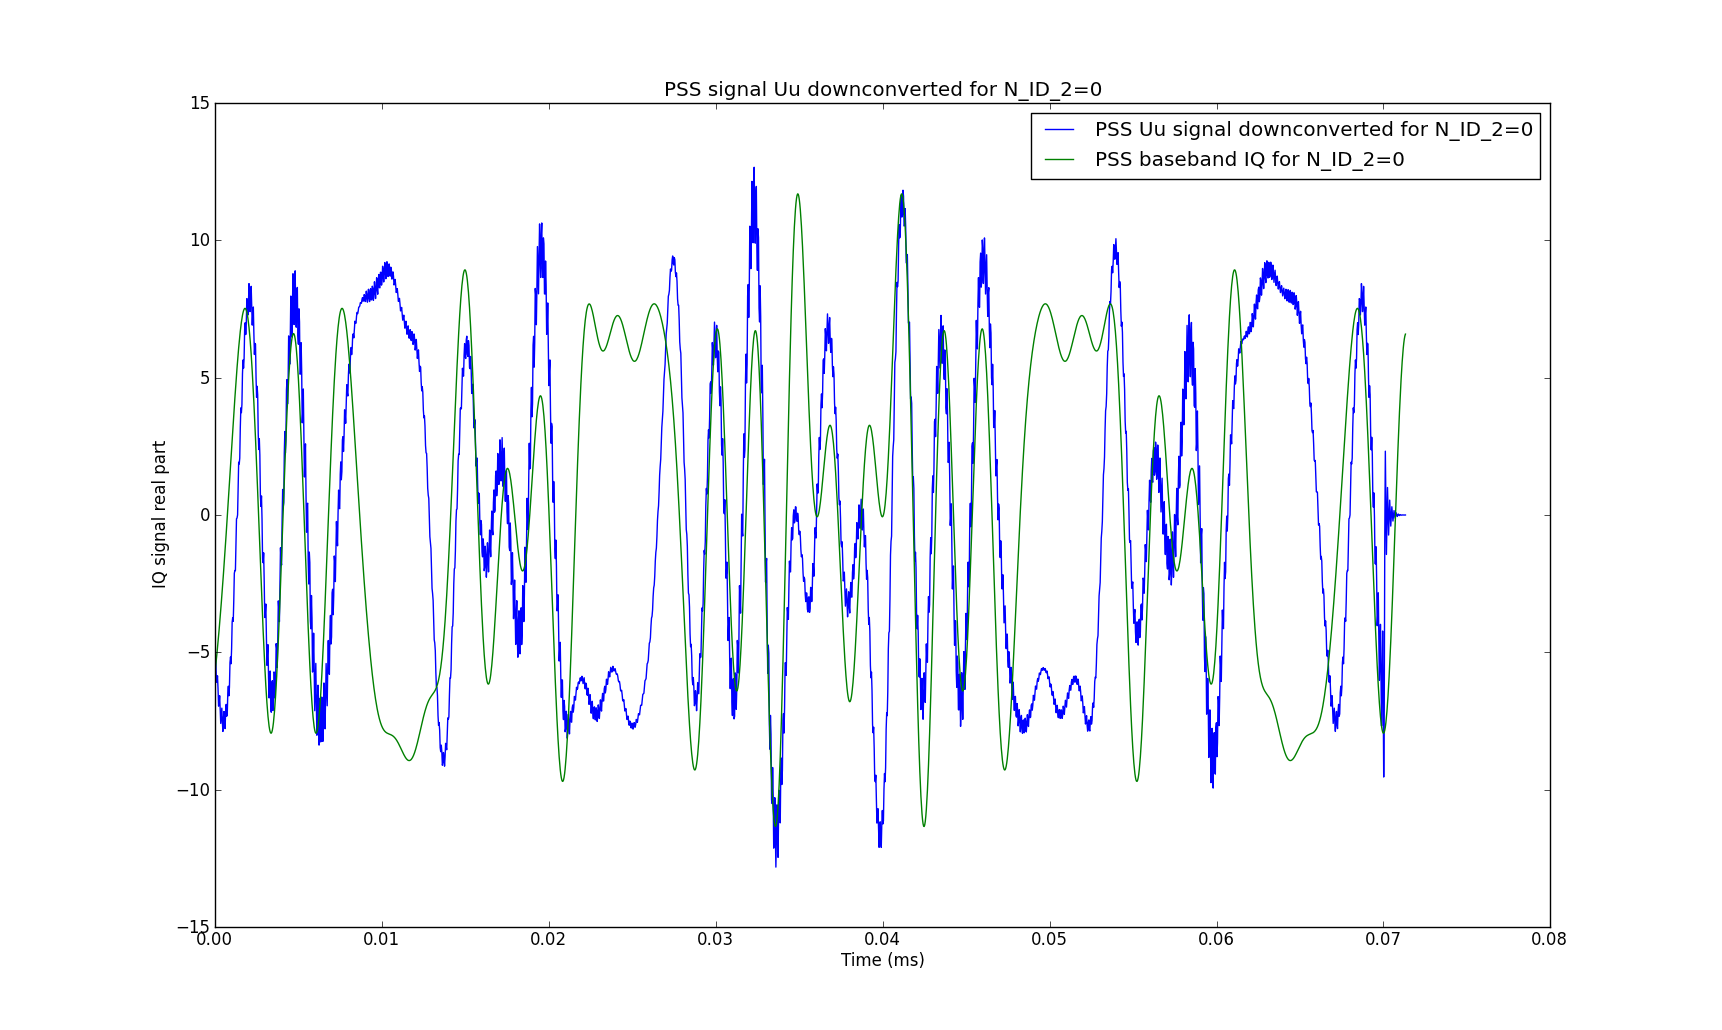 PSS signal Uu downconverted for N_ID_2=0
PSS Uu signal downconverted for N_ID_2=0
PSS baseband IQ for N_ID_2=0
15
10
5
0
−5
−10
−15
IQ signal real part
0.00 0.01 0.02 0.03 0.04 0.05 0.06 0.07 0.08
Time (ms)